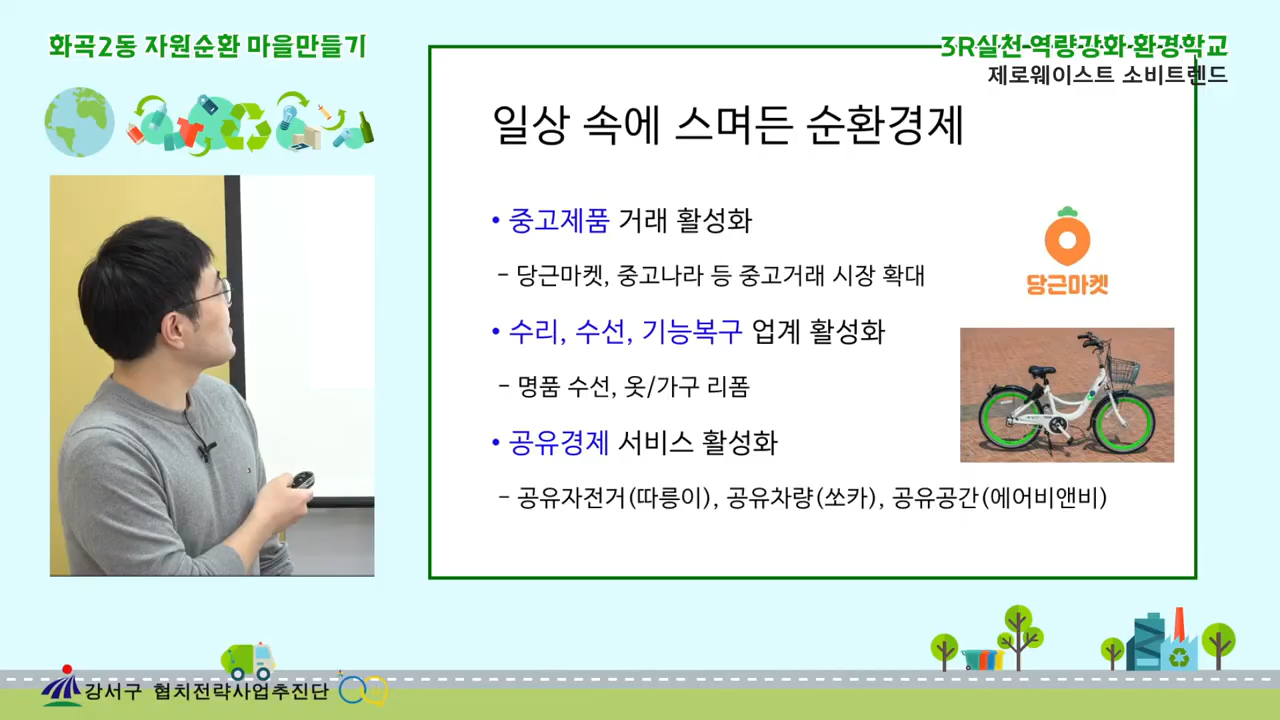 화곡2동 자원순환 마을만들기
3R실천 역량강화 환경학교
제로웨이스트 소비트렌드
일상 속에 스며든 순환경제
• 중고제품 거래 활성화
- 당근마켓, 중고나라 등 중고거래 시장 확대
당근마켓
• 수리, 수선, 기능복구 업계 활성화
- 명품 수선, 옷/가구 리폼
• 공유경제 서비스 활성화
- 공유자전거(따릉이), 공유차량(쏘카), 공유공간(에어비앤비)
강서구 협치전략사업추진단